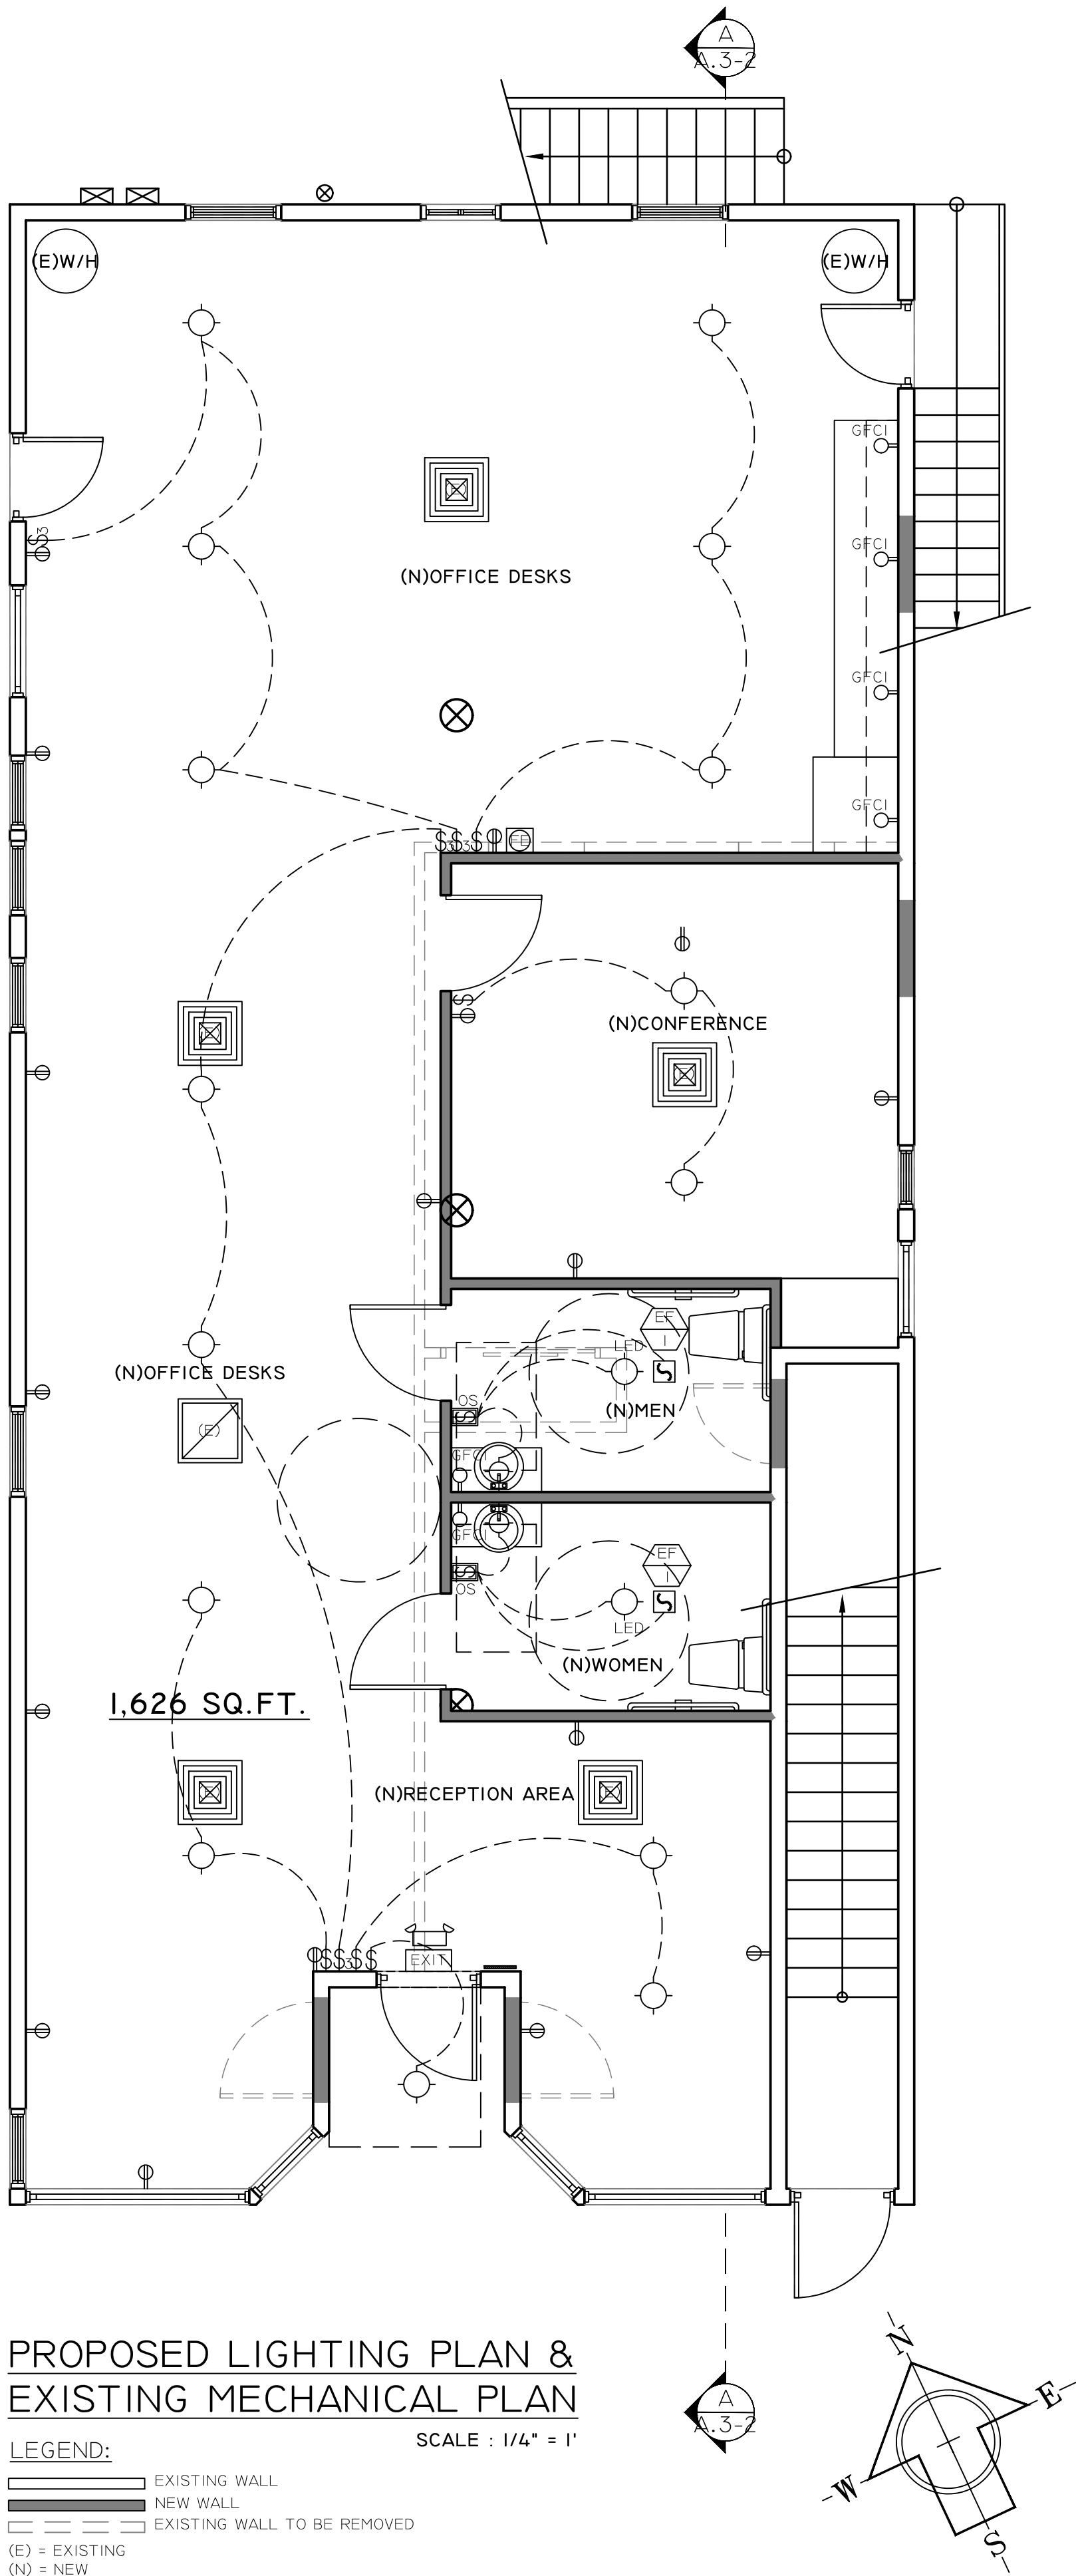 A
A.3-2
(E)W/H
(E)W/H
GFCI
S3
GFCI
(N)OFFICE DESKS
GFCI
GFCI
(N)CONFERENCE
S
EF
1
LED
(N)OFFICE DESKS
OS
S
(N)MEN
(E)
GFCI
GFCI
EF
1
S
OS
LED
(N)WOMEN
1,626 SQ.FT.
(N)RECEPTION AREA
EXIT
PROPOSED LIGHTING PLAN &
EXISTING MECHANICAL PLAN
SCALE : 1/4" = 1'
A
A.3-2
N
E
W
S
LEGEND:
EXISTING WALL
NEW WALL
EXISTING WALL TO BE REMOVED
(E) = EXISTING
(N) = NEW